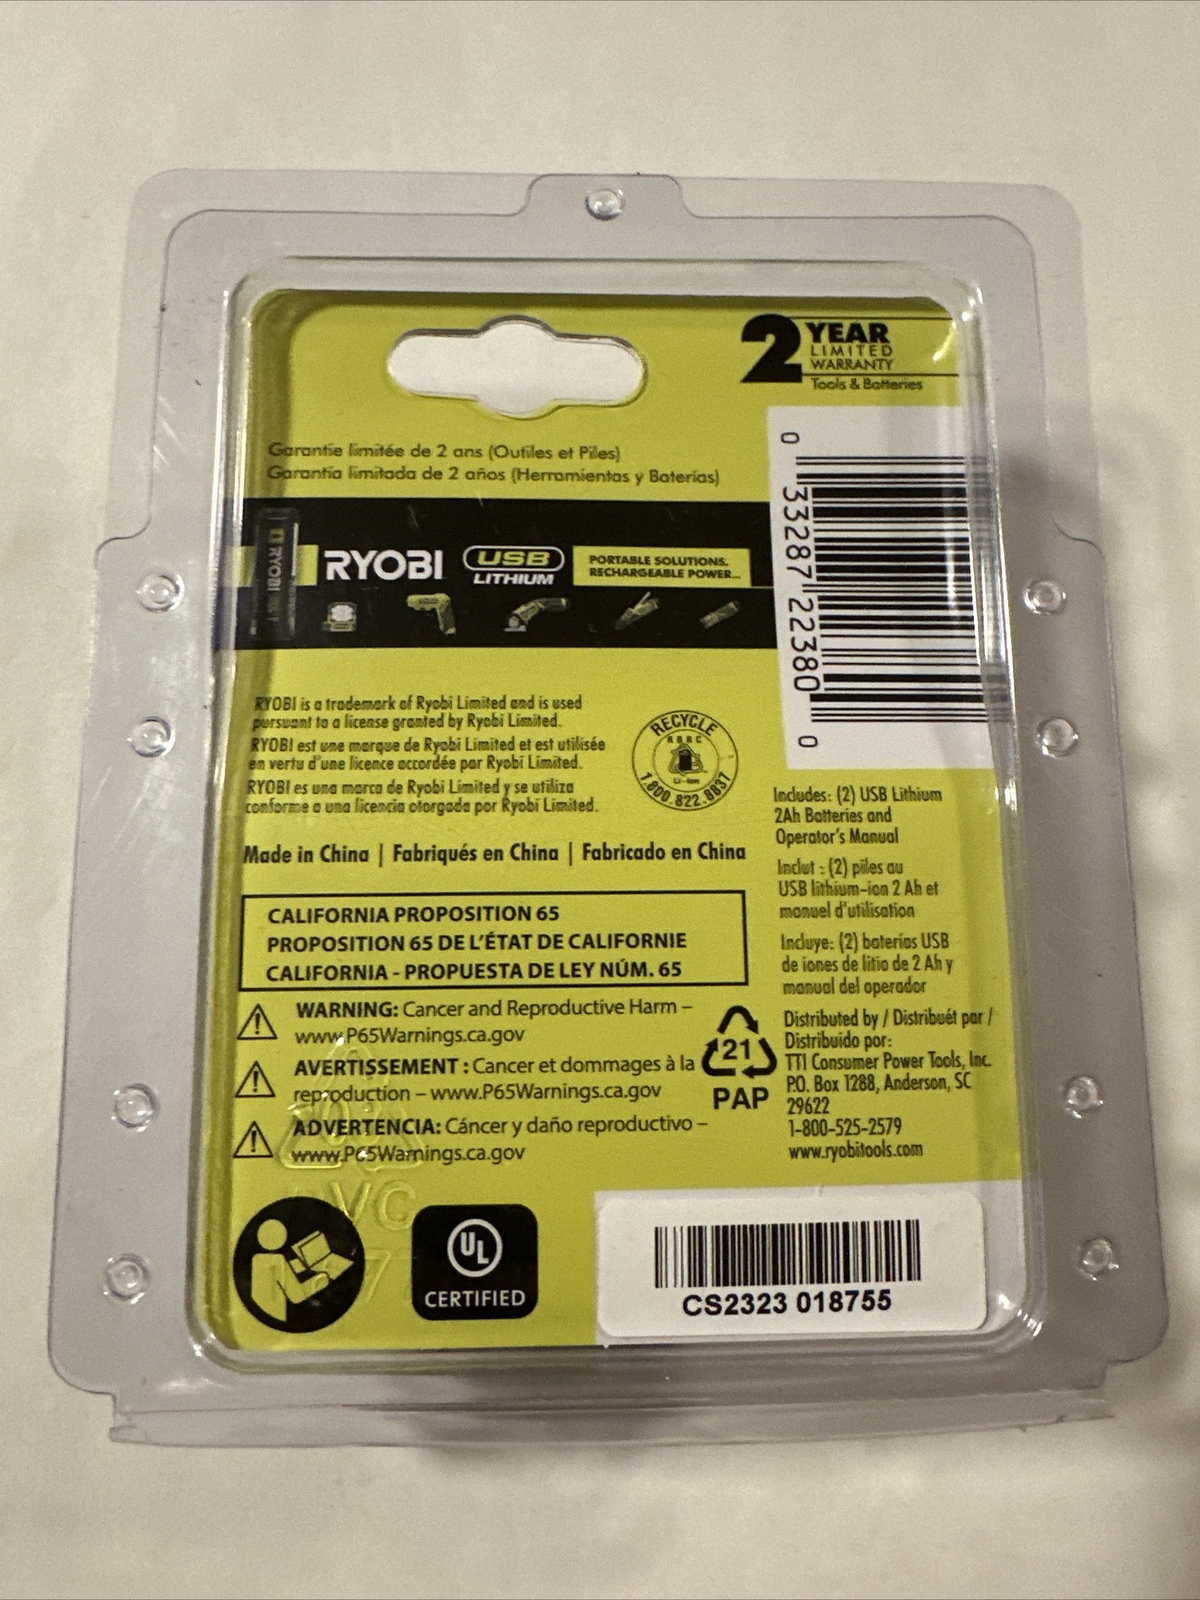 2 YEAR
LIMITED
WARRANTY
Tools & Batteries
Garantie limitée de 2 ans (Outiles et Piles)
Garantía limitada de 2 años (Herramientas y Baterías)
RYOBI
RYOBI
USB
LITHIUM
PORTABLE SOLUTIONS.
RECHARGEABLE POWER...
0 33287 22380 0
RYOBI is a trademark of Ryobi Limited and is used
pursuant to a license granted by Ryobi Limited.
RYOBI est une marque de Ryobi Limited et est utilisée
en vertu d'une licence accordée par Ryobi Limited.
RYOBI es una marca de Ryobi Limited y se utiliza
conforme a una licencia otorgada por Ryobi Limited.
RECYCLE
RBRC
Li-Ion
1.800.822.8837
Made in China | Fabriqués en China | Fabricado en China
Includes: (2) USB Lithium
2Ah Batteries and
Operator's Manual
Inclut : (2) piles au
USB lithium-ion 2 Ah et
manuel d'utilisation
Incluye: (2) baterías USB
de iones de litio de 2 Ah y
manual del operador
CALIFORNIA PROPOSITION 65
PROPOSITION 65 DE L'ÉTAT DE CALIFORNIE
CALIFORNIA - PROPUESTA DE LEY NÚM. 65
WARNING: Cancer and Reproductive Harm –
www.P65Warnings.ca.gov
AVERTISSEMENT : Cancer et dommages à la
reproduction – www.P65Warnings.ca.gov
ADVERTENCIA: Cáncer y daño reproductivo –
www.P65Warnings.ca.gov
21
PAP
Distributed by / Distribuét par /
Distribuido por:
TTI Consumer Power Tools, Inc.
P.O. Box 1288, Anderson, SC
29622
1-800-525-2579
www.ryobitools.com
PVC
UL
CERTIFIED
CS2323 018755